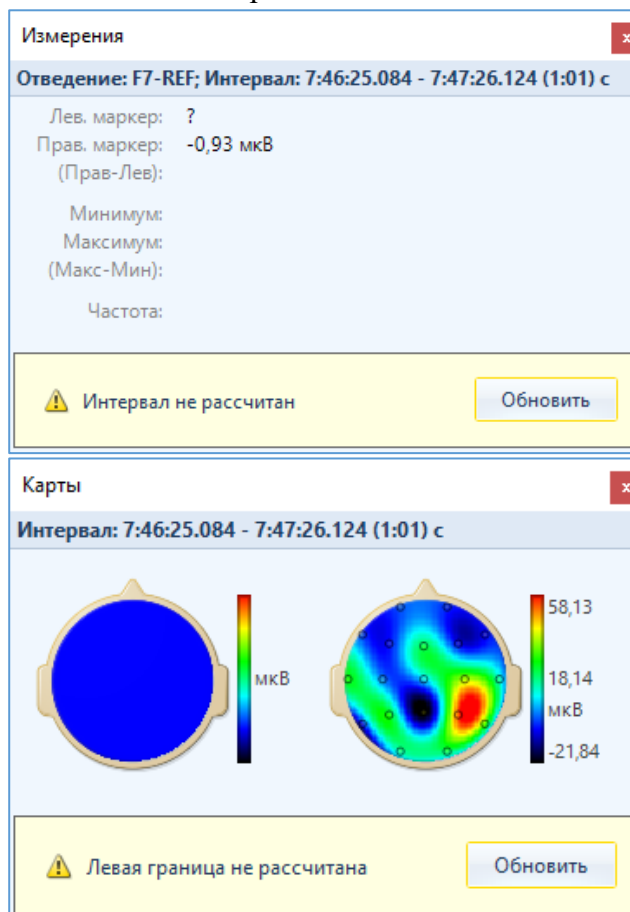 Измерения
x
Отведение: F7-REF; Интервал: 7:46:25.084 - 7:47:26.124 (1:01) с
Лев. маркер: ?
Прав. маркер: -0,93 мкВ
(Прав-Лев):
Минимум:
Максимум:
(Макс-Мин):
Частота:
Интервал не рассчитан
Обновить
Карты
x
Интервал: 7:46:25.084 - 7:47:26.124 (1:01) с
58,13
мкВ
18,14
мкВ
-21,84
Левая граница не рассчитана
Обновить